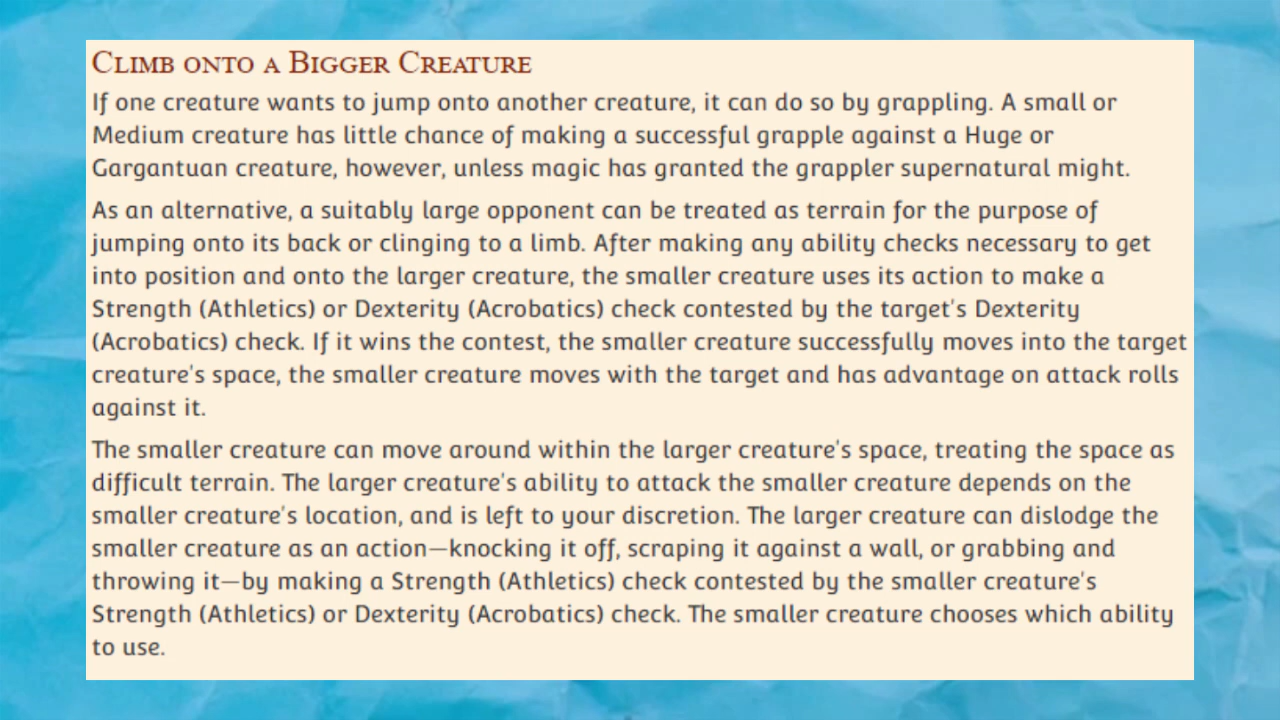 Climb onto a Bigger Creature
If one creature wants to jump onto another creature, it can do so by grappling. A small or
Medium creature has little chance of making a successful grapple against a Huge or
Gargantuan creature, however, unless magic has granted the grappler supernatural might.
As an alternative, a suitably large opponent can be treated as terrain for the purpose of
jumping onto its back or clinging to a limb. After making any ability checks necessary to get
into position and onto the larger creature, the smaller creature uses its action to make a
Strength (Athletics) or Dexterity (Acrobatics) check contested by the target's Dexterity
(Acrobatics) check. If it wins the contest, the smaller creature successfully moves into the target
creature's space, the smaller creature moves with the target and has advantage on attack rolls
against it.
The smaller creature can move around within the larger creature's space, treating the space as
difficult terrain. The larger creature's ability to attack the smaller creature depends on the
smaller creature's location, and is left to your discretion. The larger creature can dislodge the
smaller creature as an action—knocking it off, scraping it against a wall, or grabbing and
throwing it—by making a Strength (Athletics) check contested by the smaller creature's
Strength (Athletics) or Dexterity (Acrobatics) check. The smaller creature chooses which ability
to use.